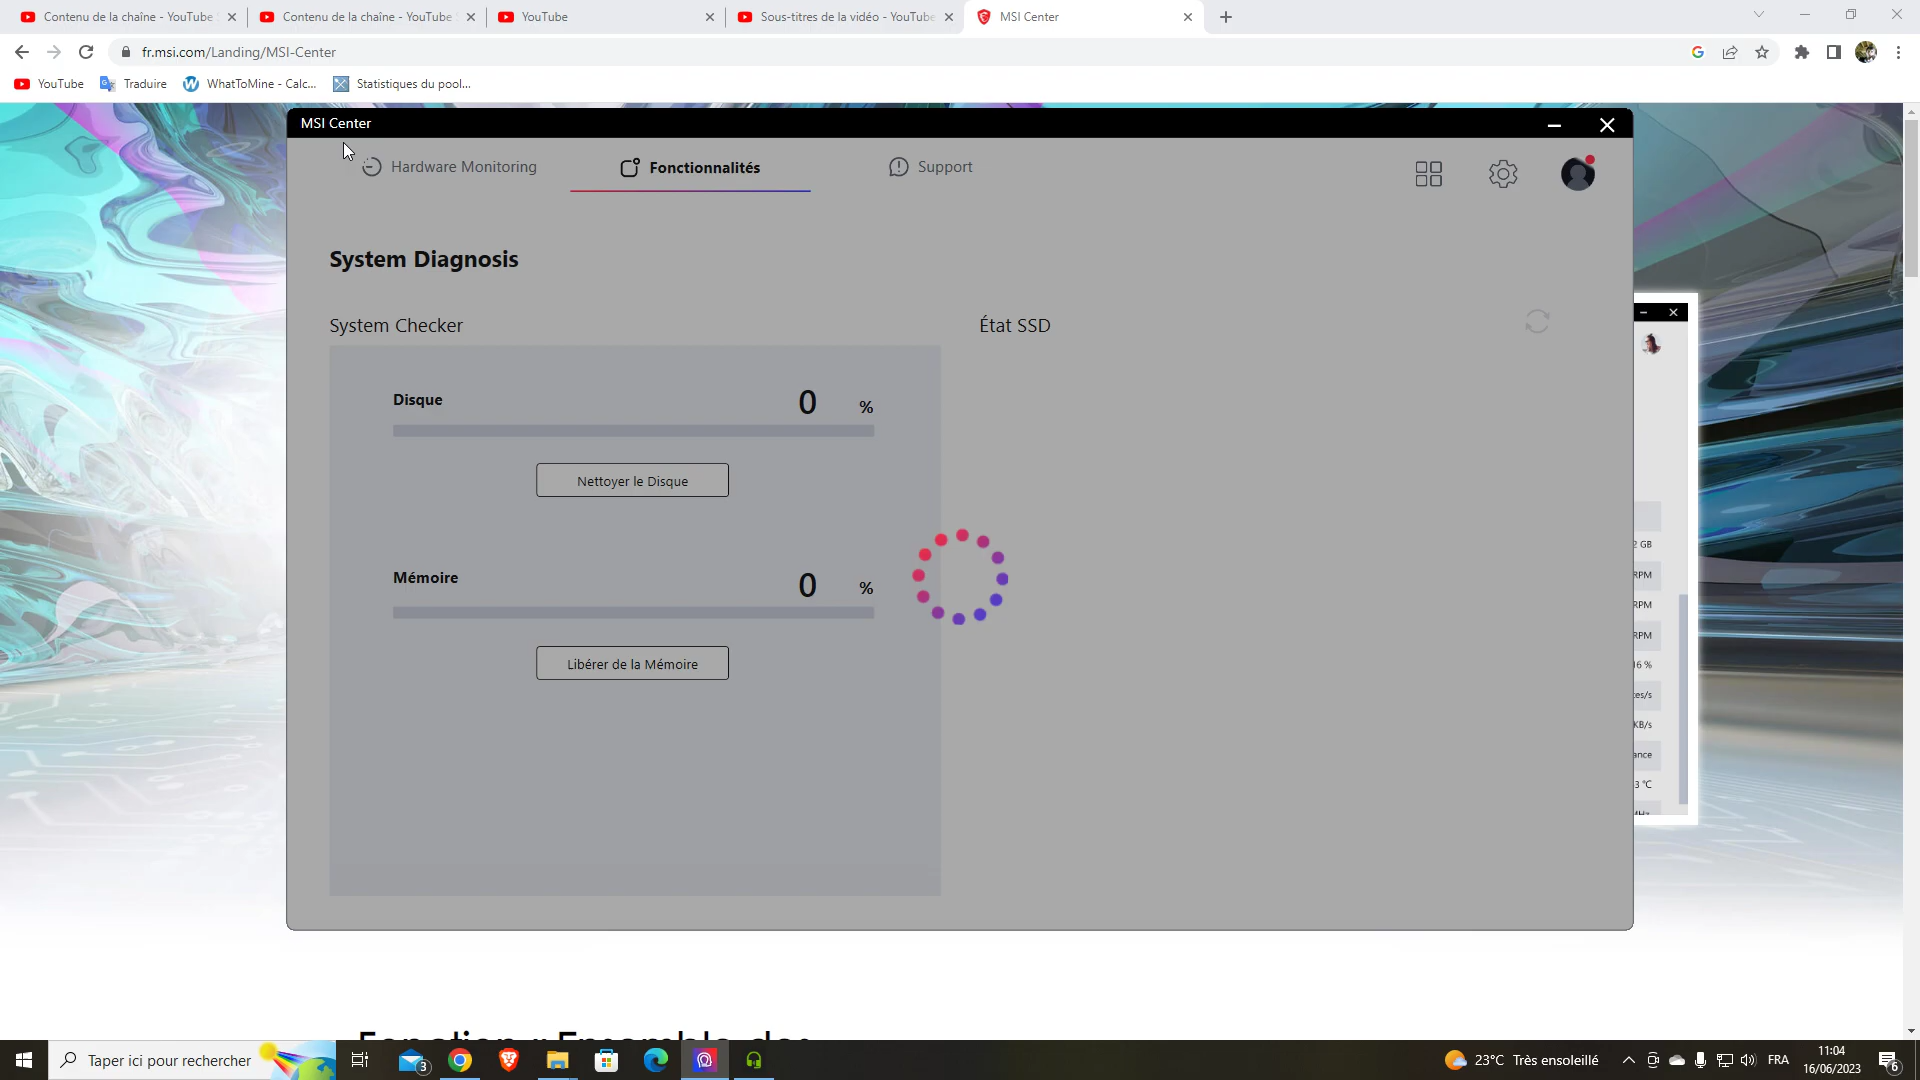 Contenu de la chaîne - YouTube
Contenu de la chaîne - YouTube
YouTube
Sous-titres de la vidéo - YouTube
MSI Center
fr.msi.com/Landing/MSI-Center
YouTube
Traduire
WhatToMine - Calc...
Statistiques du pool...
MSI Center
Hardware Monitoring
Fonctionnalités
Support
System Diagnosis
System Checker
État SSD
Disque
0 %
Nettoyer le Disque
Mémoire
0 %
Libérer de la Mémoire
2 GB
RPM
RPM
RPM
16 %
KB/s
3 °C
Taper ici pour rechercher
3
23°C Très ensoleillé
FRA
11:04
16/06/2023
6